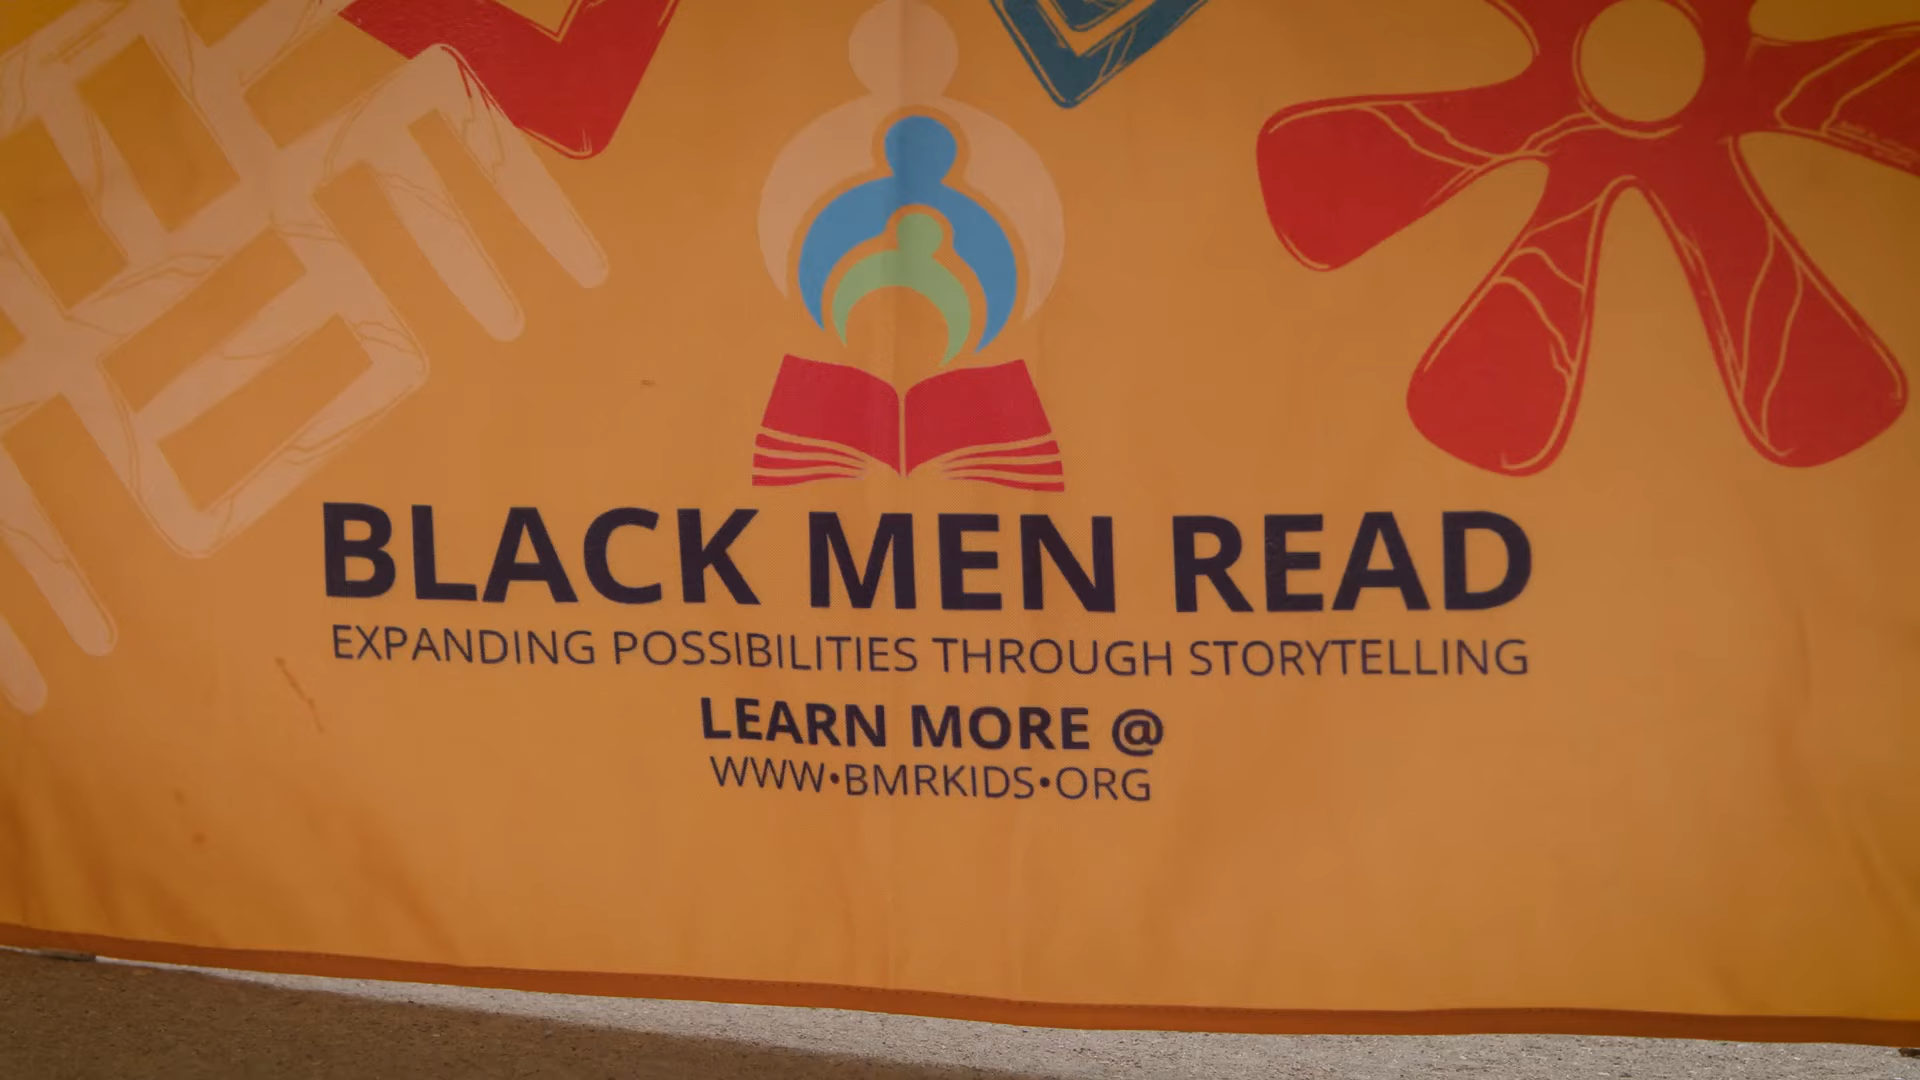 BLACK MEN READ
EXPANDING POSSIBILITIES THROUGH STORYTELLING
LEARN MORE @
WWW•BMRKIDS•ORG